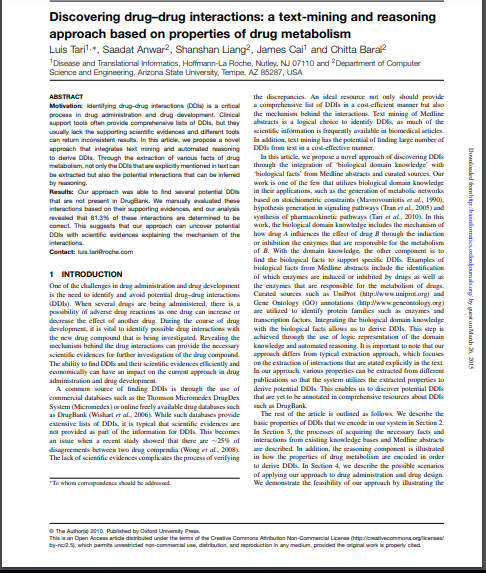 Discovering drug–drug interactions: a text-mining and reasoning
approach based on properties of drug metabolism
Luis Tari1,∗, Saadat Anwar2, Shanshan Liang2, James Cai1 and Chitta Baral2
1Disease and Translational Informatics, Hoffmann-La Roche, Nutley, NJ 07110 and 2Department of Computer
Science and Engineering, Arizona State University, Tempe, AZ 85287, USA
ABSTRACT
Motivation: Identifying drug–drug interactions (DDIs) is a critical
process in drug administration and drug development. Clinical
support tools often provide comprehensive lists of DDIs, but they
usually lack the supporting scientific evidences and different tools
can return inconsistent results. In this article, we propose a novel
approach that integrates text mining and automated reasoning
to derive DDIs. Through the extraction of various facts of drug
metabolism, not only the DDIs that are explicitly mentioned in text can
be extracted but also the potential interactions that can be inferred
by reasoning.
Results: Our approach was able to find several potential DDIs
that are not present in DrugBank. We manually evaluated these
interactions based on their supporting evidences, and our analysis
revealed that 81.3% of these interactions are determined to be
correct. This suggests that our approach can uncover potential
DDIs with scientific evidences explaining the mechanism of the
interactions.
Contact: luis.tari@roche.com
1 INTRODUCTION
One of the challenges in drug administration and drug development
is the need to identify and avoid potential drug–drug interactions
(DDIs). When several drugs are being administered, there is a
possibility of adverse drug reactions as one drug can increase or
decrease the effect of another drug. During the course of drug
development, it is vital to identify possible drug interactions with
the new drug compound that is being investigated. Revealing the
mechanism behind the drug interactions can provide the necessary
scientific evidences for further investigation of the drug compound.
The ability to find DDIs and their scientific evidences efficiently and
economically can have an impact on the current approach in drug
administration and drug development.
A common source of finding DDIs is through the use of
commercial databases such as the Thomson Micromedex DrugDex
System (Micromedex) or online freely available drug databases such
as DrugBank (Wishart et al., 2006). While such databases provide
extensive lists of DDIs, it is typical that scientific evidences are
not provided as part of the information for DDIs. This becomes
an issue when a recent study showed that there are ∼25% of
disagreements between two drug compendia (Wong et al., 2008).
The lack of scientific evidences complicates the process of verifying
∗To whom correspondence should be addressed.
the discrepancies. An ideal resource should not only provide
a comprehensive list of DDIs in a cost-efficient manner but also
the mechanism behind the interactions. Text mining of Medline
abstracts is a logical choice to identify DDIs, as much of the
scientific information is frequently available in biomedical articles.
In addition, text mining has the potential of finding large number of
DDIs from text in a cost-effective manner.
In this article, we propose a novel approach of discovering DDIs
through the integration of 'biological domain knowledge' with
'biological facts' from Medline abstracts and curated sources. Our
work is one of the few that utilizes biological domain knowledge
in their applications, such as the generation of metabolic networks
based on stoichiometric constraints (Mavrovouniotis et al., 1990),
hypothesis generation in signaling pathways (Tran et al., 2005) and
synthesis of pharmacokinetic pathways (Tari et al., 2010). In this
work, the biological domain knowledge includes the mechanism of
how drug A influences the effect of drug B through the induction
or inhibition the enzymes that are responsible for the metabolism
of B. With the domain knowledge, the other component is to
find the biological facts to support specific DDIs. Examples of
biological facts from Medline abstracts include the identification
of which enzymes are induced or inhibited by drugs as well as
the enzymes that are responsible for the metabolism of drugs.
Curated sources such as UniProt (http://www.uniprot.org) and
Gene Ontology (GO) annotations (http://www.geneontology.org)
are utilized to identify protein families such as enzymes and
transcription factors. Integrating the biological domain knowledge
with the biological facts allows us to derive DDIs. This step is
achieved through the use of logic representation of the domain
knowledge and automated reasoning. It is important to note that our
approach differs from typical extraction approach, which focuses
on the extraction of interactions that are stated explicitly in the text.
In our approach, various properties can be extracted from different
publications so that the system utilizes the extracted properties to
derive potential DDIs. This enables us to discover potential DDIs
that are yet to be annotated in comprehensive resources about DDIs
such as DrugBank.
The rest of the article is outlined as follows. We describe the
basic properties of DDIs that we encode in our system in Section 2.
In Section 3, the processes of acquiring the necessary facts and
interactions from existing knowledge bases and Medline abstracts
are described. In addition, the reasoning component is illustrated
in how the properties of drug metabolism are encoded in order
to derive DDIs. In Section 4, we describe the possible scenarios
of applying our approach to drug administration and drug design.
We demonstrate the feasibility of our approach by illustrating the
© The Author(s) 2010. Published by Oxford University Press.
This is an Open Access article distributed under the terms of the Creative Commons Attribution Non-Commercial License (http://creativecommons.org/licenses/
by-nc/2.5), which permits unrestricted non-commercial use, distribution, and reproduction in any medium, provided the original work is properly cited.
Downloaded from http://bioinformatics.oxfordjournals.org/ by guest on March 26, 2015